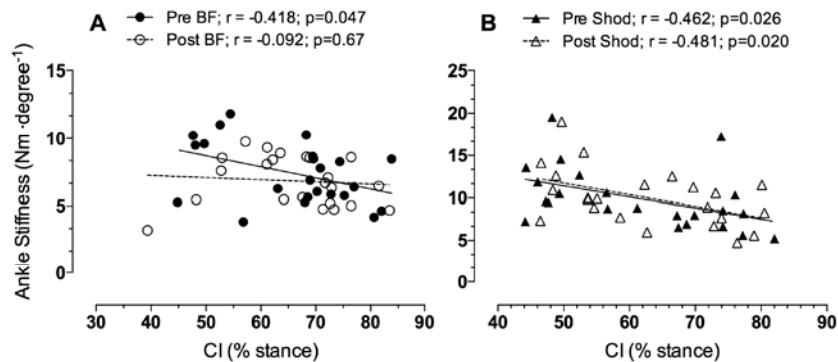 A
Pre BF; r = -0.418; p=0.047
Post BF; r = -0.092; p=0.67
B
Pre Shod; r = -0.462; p=0.026
Post Shod; r = -0.481; p=0.020
Ankle Stiffness (Nm·degree-1)
15
10
5
0
30 40 50 60 70 80 90
CI (% stance)
25
20
15
10
5
0
40 50 60 70 80 90
CI (% stance)